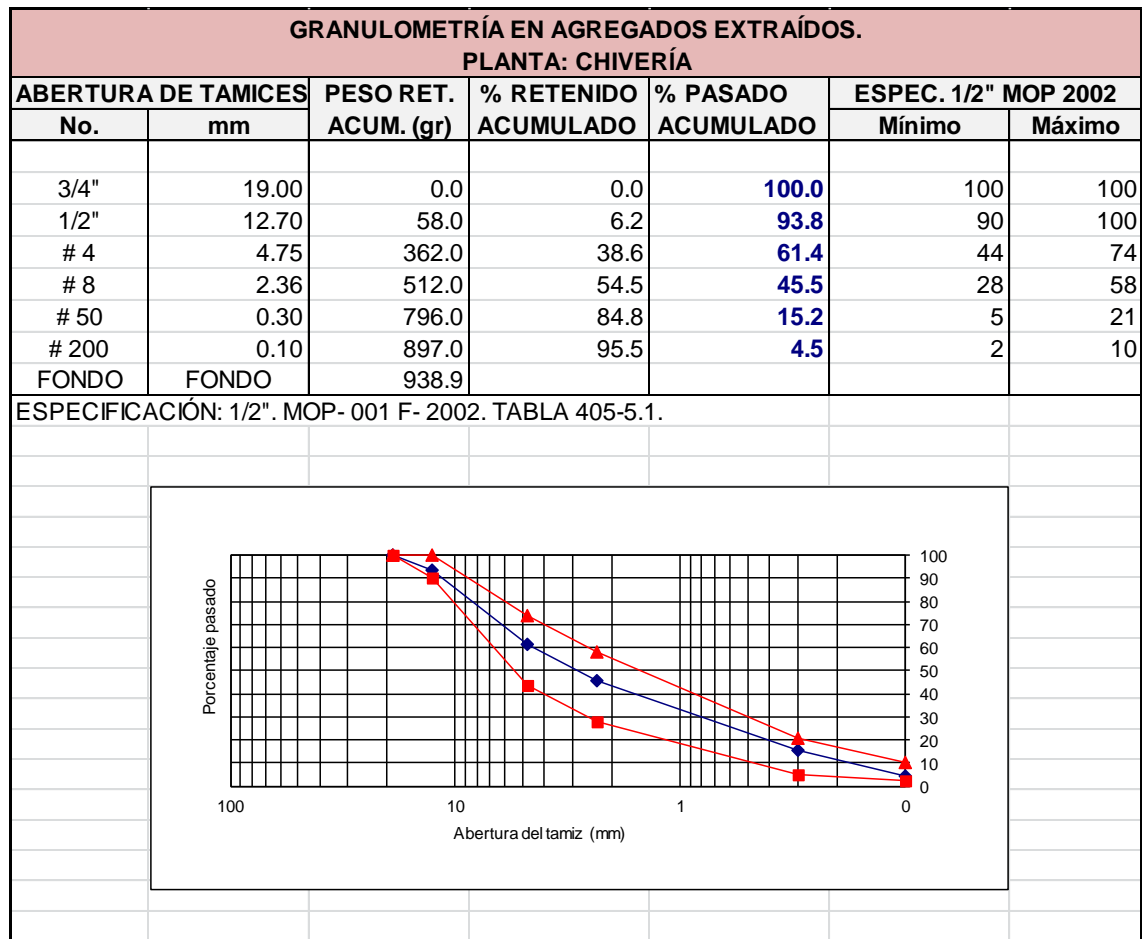 GRANULOMETRÍA EN AGREGADOS EXTRAÍDOS.
PLANTA: CHIVERÍA
ABERTURA DE TAMICES PESO RET. % RETENIDO % PASADO ESPEC. 1/2" MOP 2002
No. mm ACUM. (gr) ACUMULADO ACUMULADO Mínimo Máximo
3/4" 19.00 0.0 0.0 100.0 100 100
1/2" 12.70 58.0 6.2 93.8 90 100
# 4 4.75 362.0 38.6 61.4 44 74
# 8 2.36 512.0 54.5 45.5 28 58
# 50 0.30 796.0 84.8 15.2 5 21
# 200 0.10 897.0 95.5 4.5 2 10
FONDO FONDO 938.9
ESPECIFICACIÓN: 1/2". MOP- 001 F- 2002. TABLA 405-5.1.
Porcentaje pasado
100
90
80
70
60
50
40
30
20
10
0
100 10 1 0
Abertura del tamiz (mm)